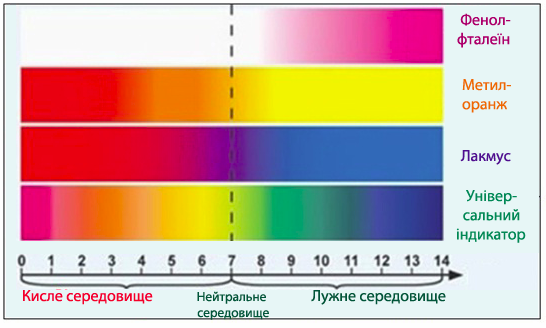 Фенол-
фталеїн
Метил-
оранж
Лакмус
Універ-
сальний
індикатор
0 1 2 3 4 5 6 7 8 9 10 11 12 13 14
Кисле середовище
Нейтральне
середовище
Лужне середовище